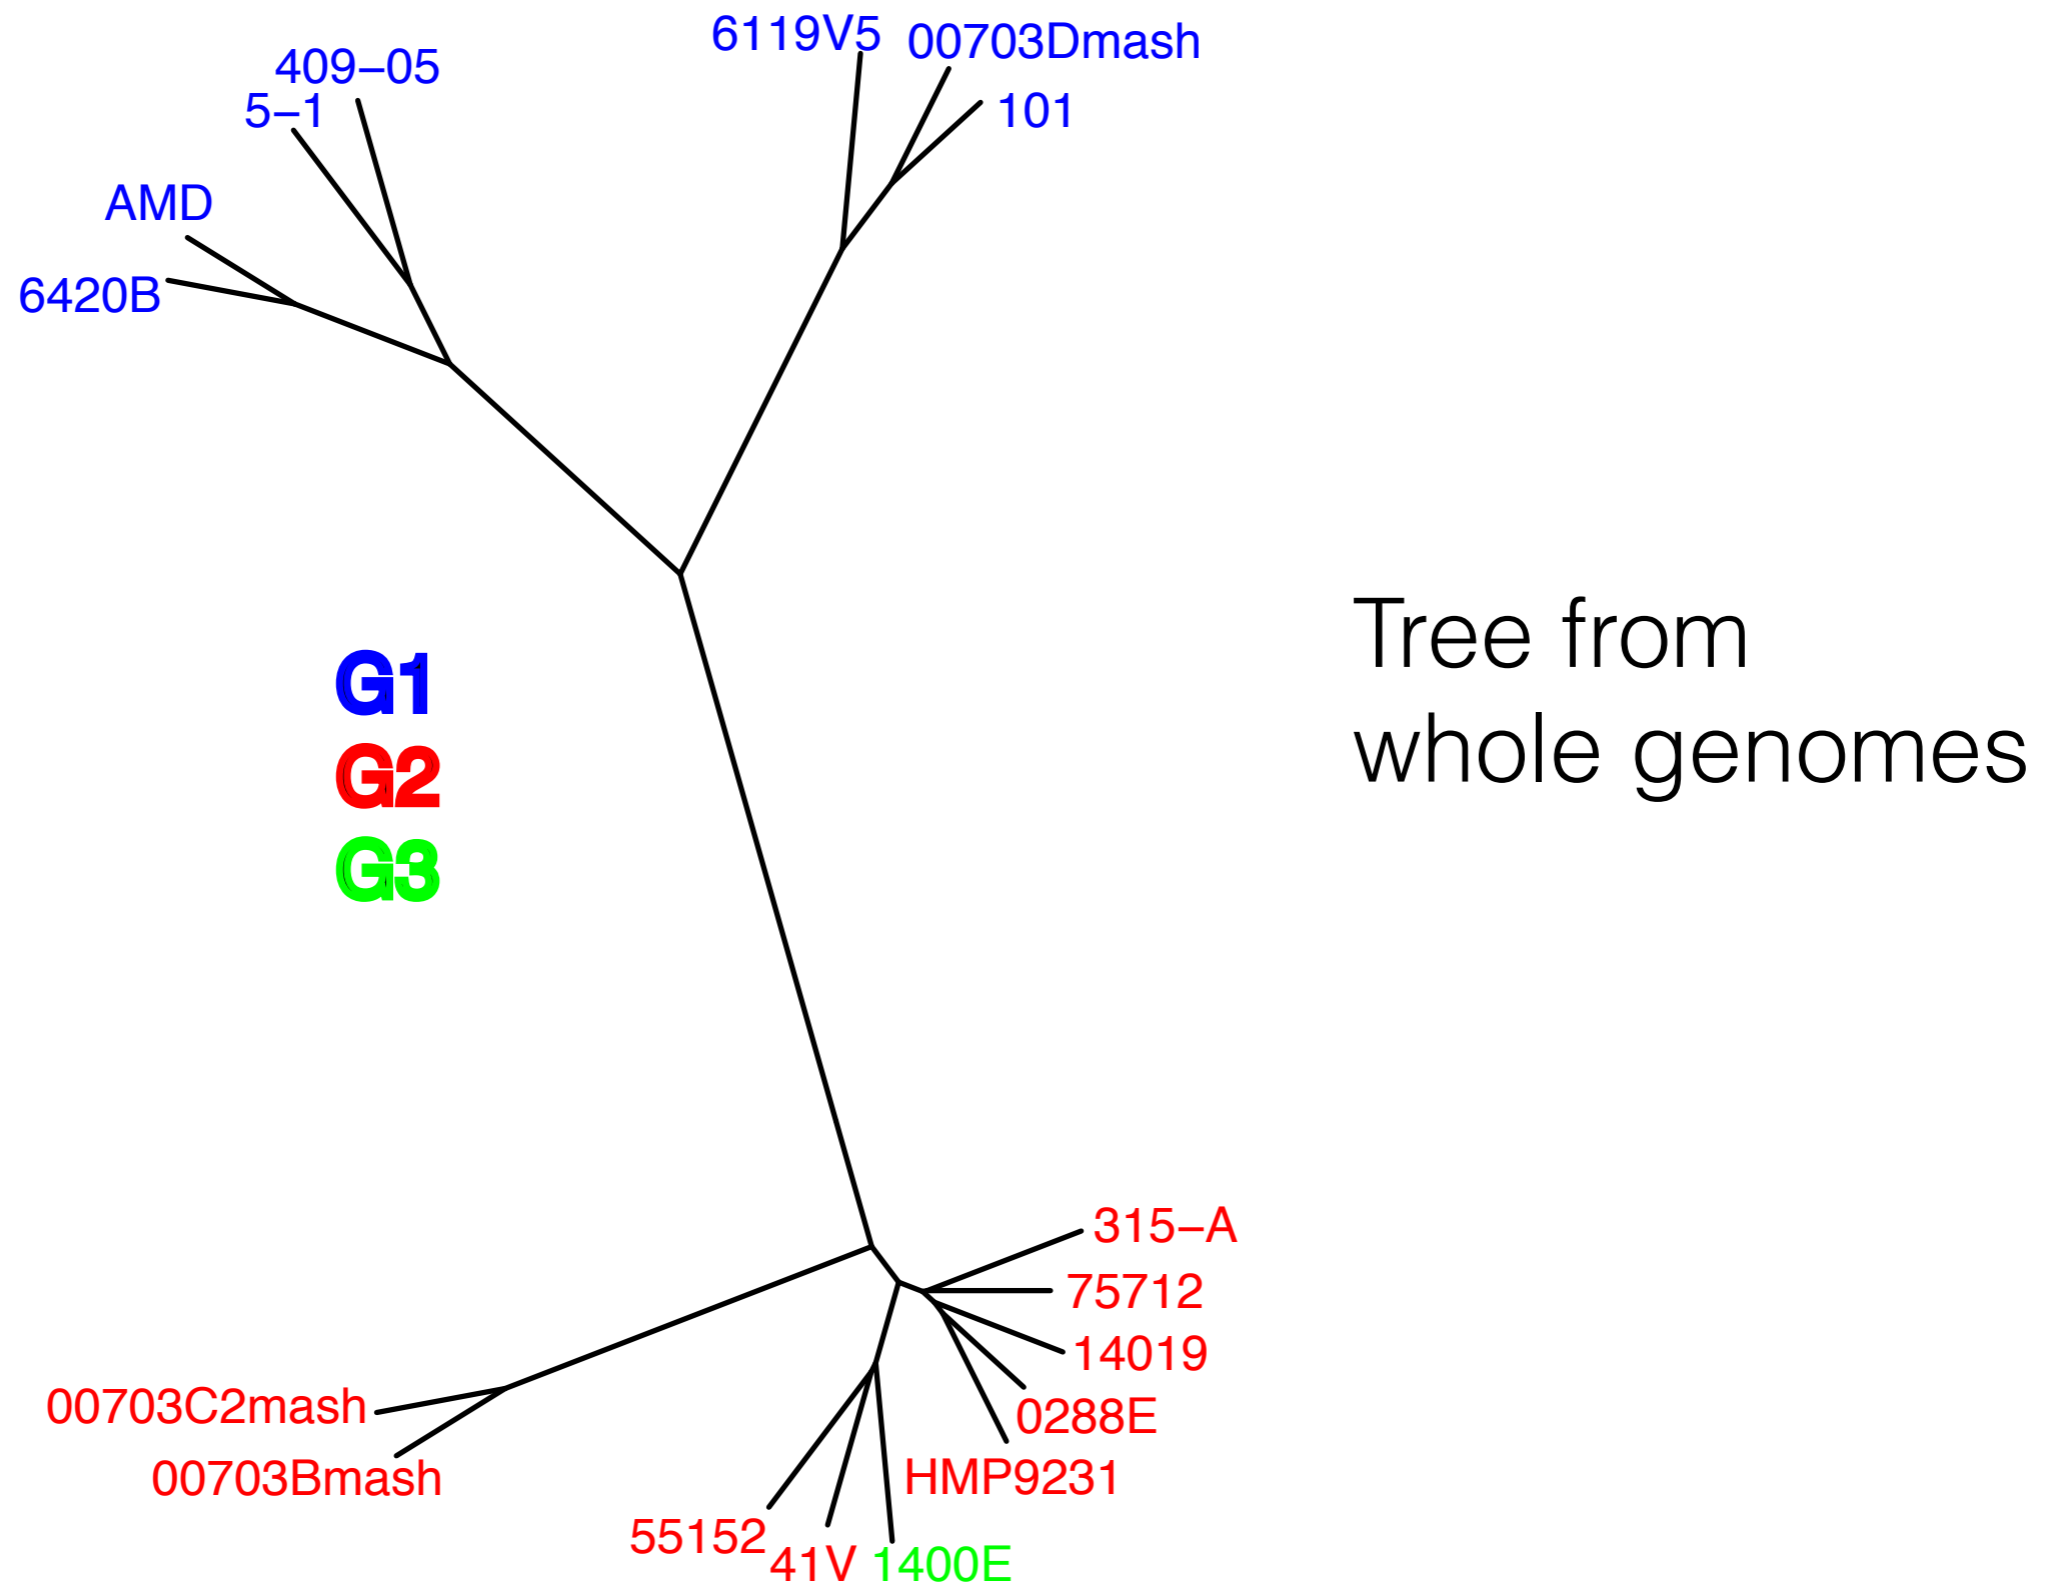 6119V5
00703Dmash
409–05
5–1
101
AMD
6420B
G1
G2
G3
Tree from
whole genomes
315–A
75712
14019
00703C2mash
0288E
00703Bmash
HMP9231
55152
41V
1400E